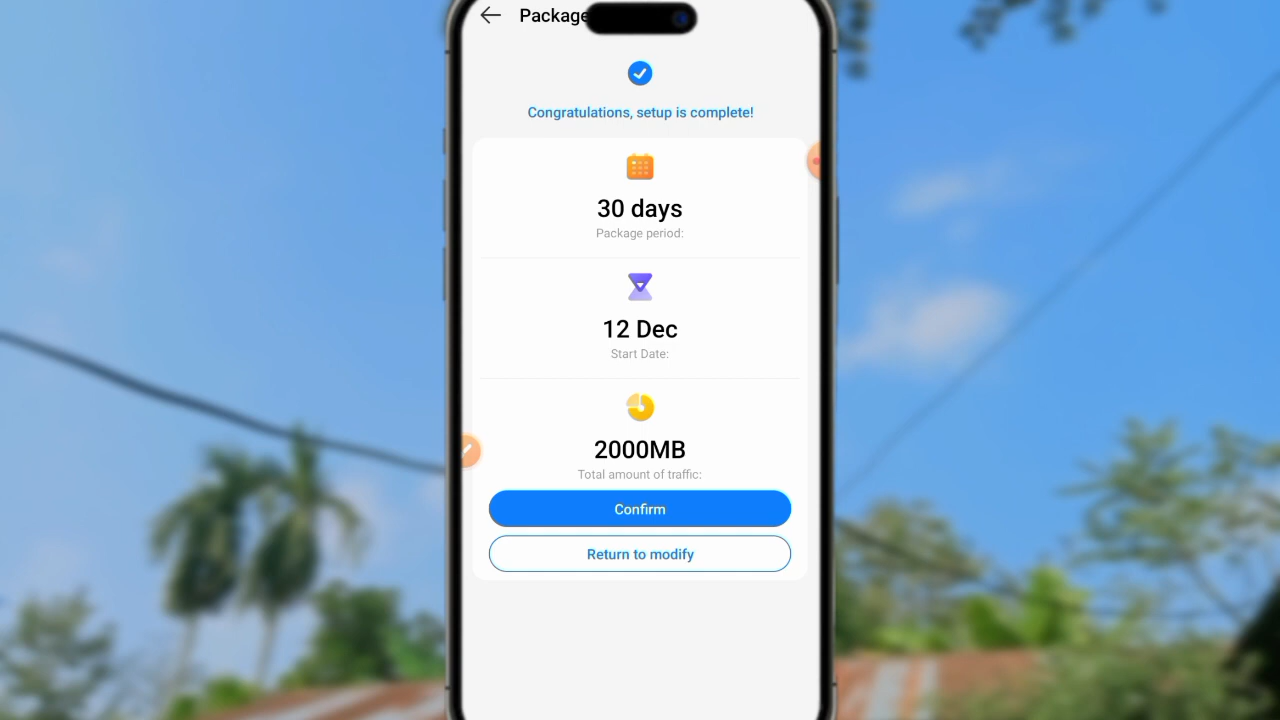 Package
Congratulations, setup is complete!
30 days
Package period:
12 Dec
Start Date:
2000MB
Total amount of traffic:
Confirm
Return to modify